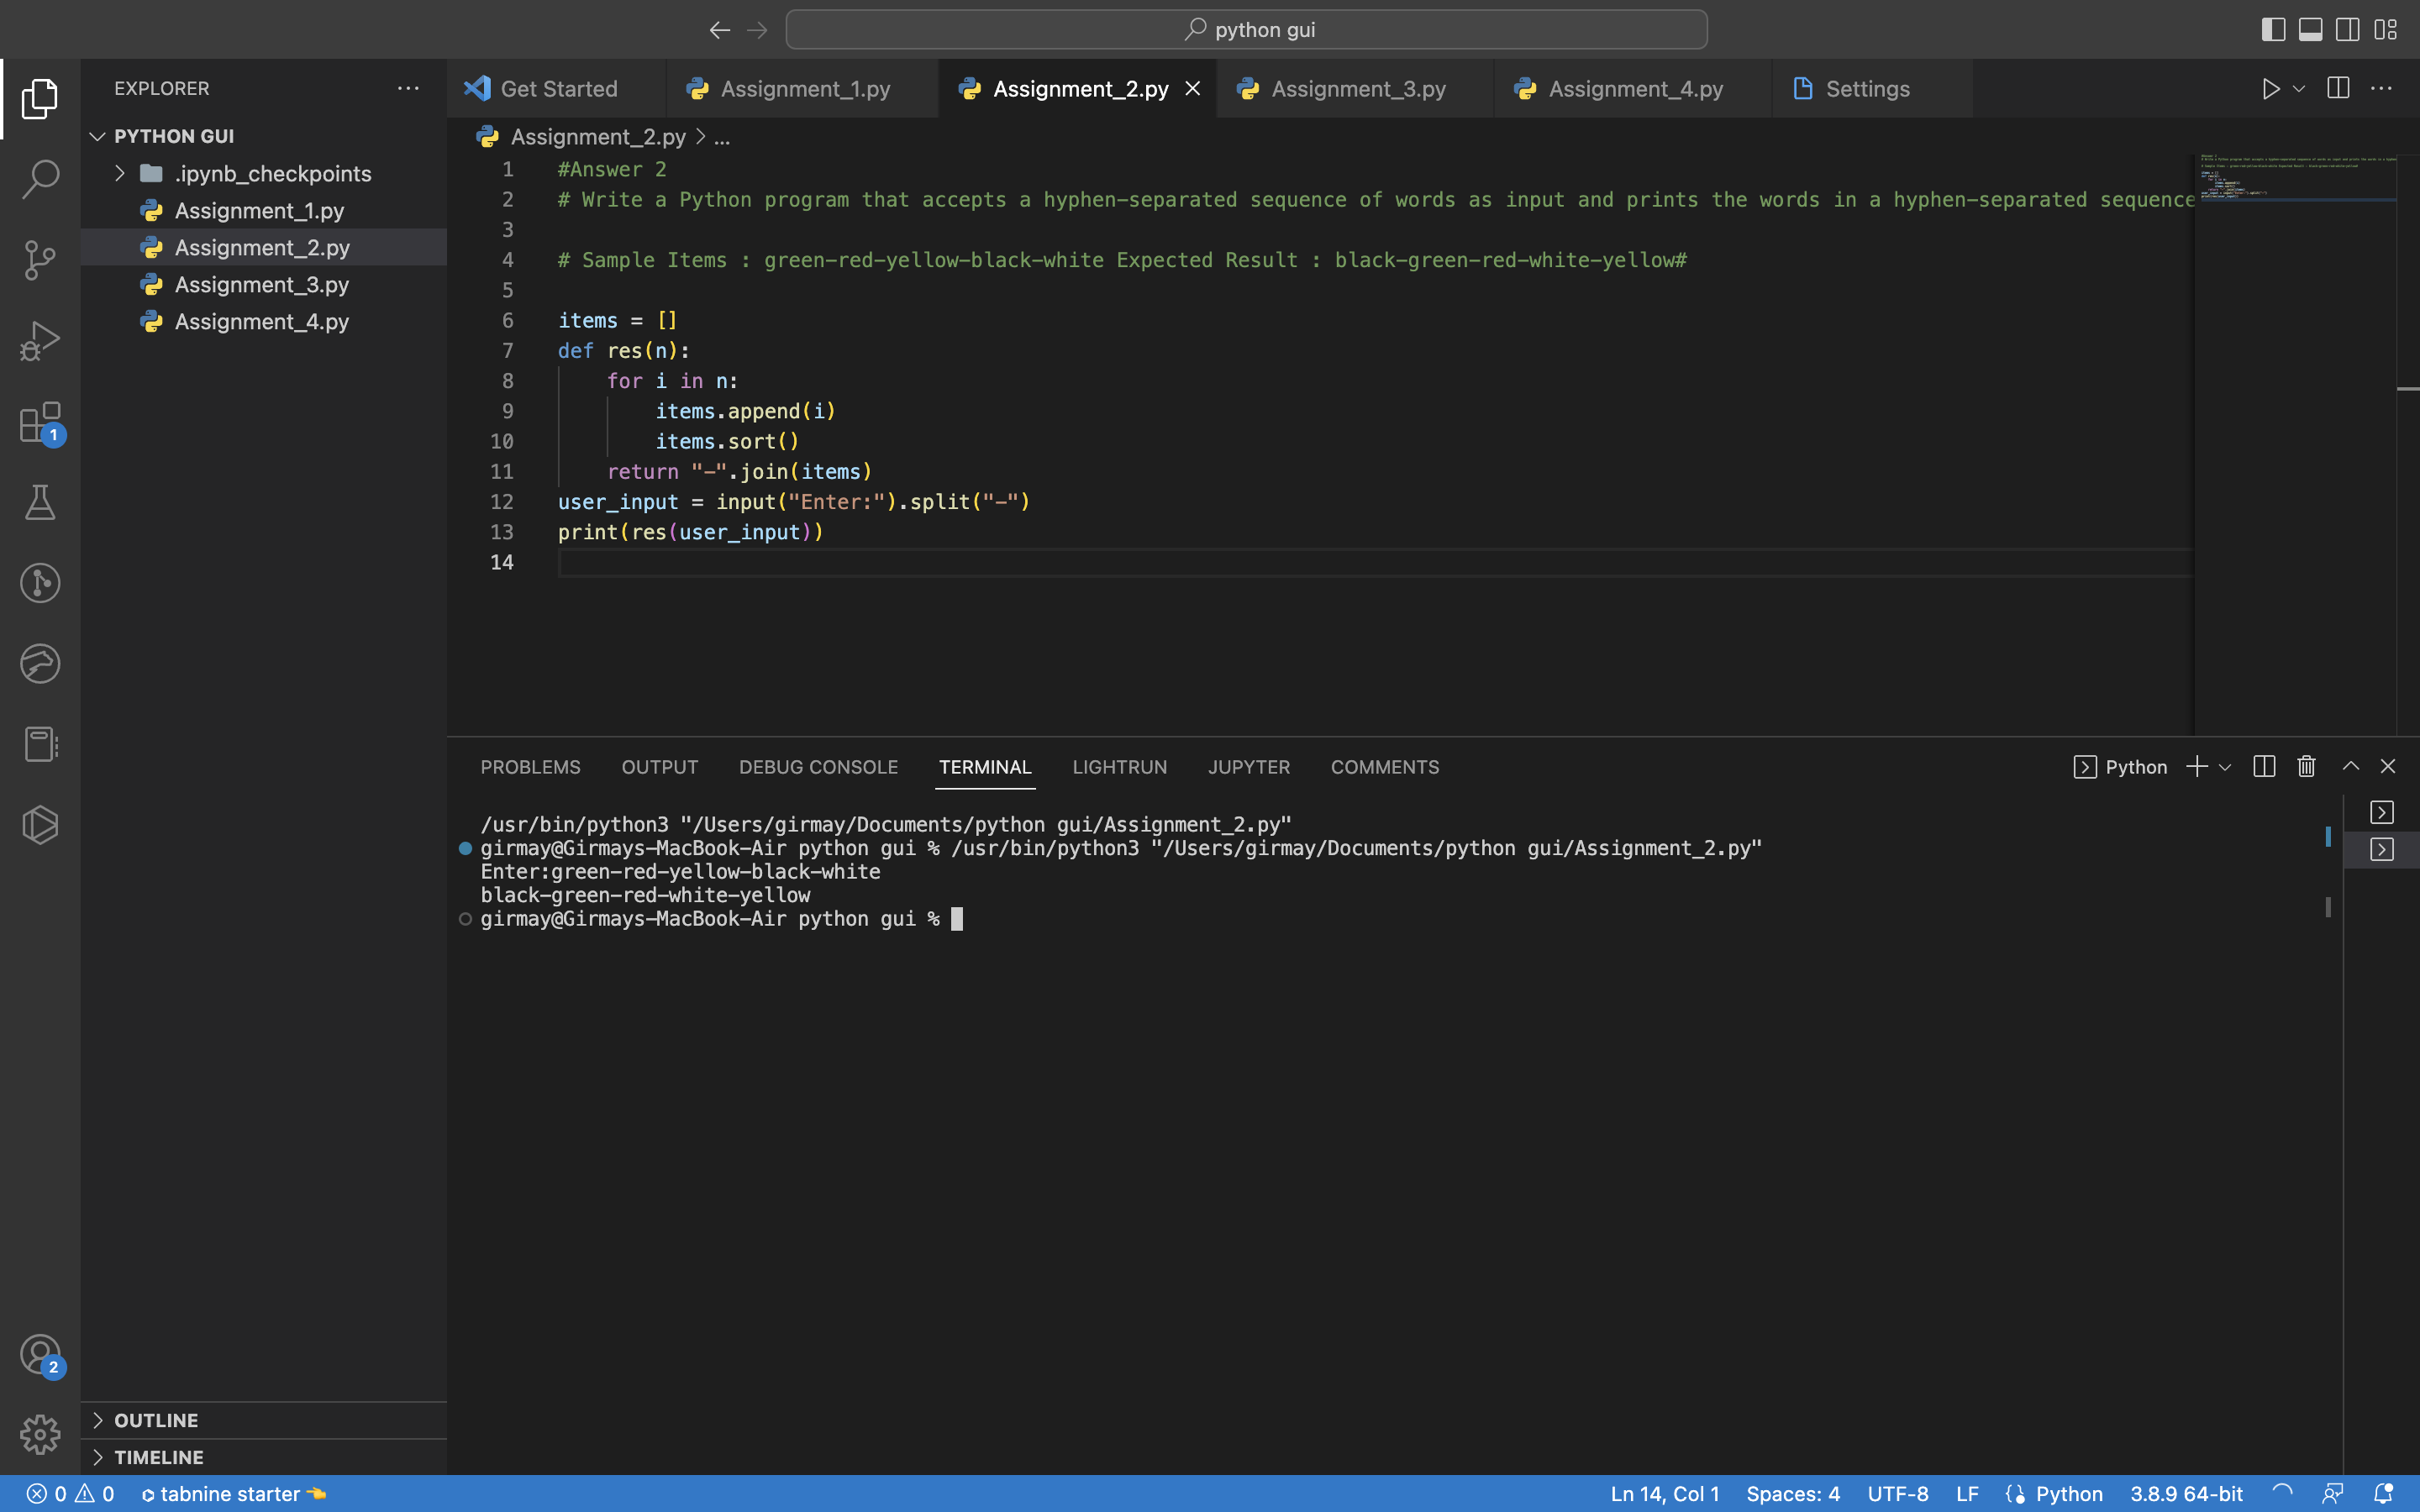 python gui
EXPLORER
PYTHON GUI
.ipynb_checkpoints
Assignment_1.py
Assignment_2.py
Assignment_3.py
Assignment_4.py
OUTLINE
TIMELINE
Get Started
Assignment_1.py
Assignment_2.py
Assignment_3.py
Assignment_4.py
Settings
Assignment_2.py > ...
1 #Answer 2
2 # Write a Python program that accepts a hyphen-separated sequence of words as input and prints the words in a hyphen-separated sequence
3
4 # Sample Items : green-red-yellow-black-white Expected Result : black-green-red-white-yellow#
5
6 items = []
7 def res(n):
8     for i in n:
9         items.append(i)
10         items.sort()
11     return "-".join(items)
12 user_input = input("Enter:").split("-")
13 print(res(user_input))
14
PROBLEMS OUTPUT DEBUG CONSOLE TERMINAL LIGHTRUN JUPYTER COMMENTS
Python
/usr/bin/python3 "/Users/girmay/Documents/python gui/Assignment_2.py"
girmay@Girmays-MacBook-Air python gui % /usr/bin/python3 "/Users/girmay/Documents/python gui/Assignment_2.py"
Enter:green-red-yellow-black-white
black-green-red-white-yellow
girmay@Girmays-MacBook-Air python gui %
1
2
0 0 tabnine starter Ln 14, Col 1 Spaces: 4 UTF-8 LF Python 3.8.9 64-bit